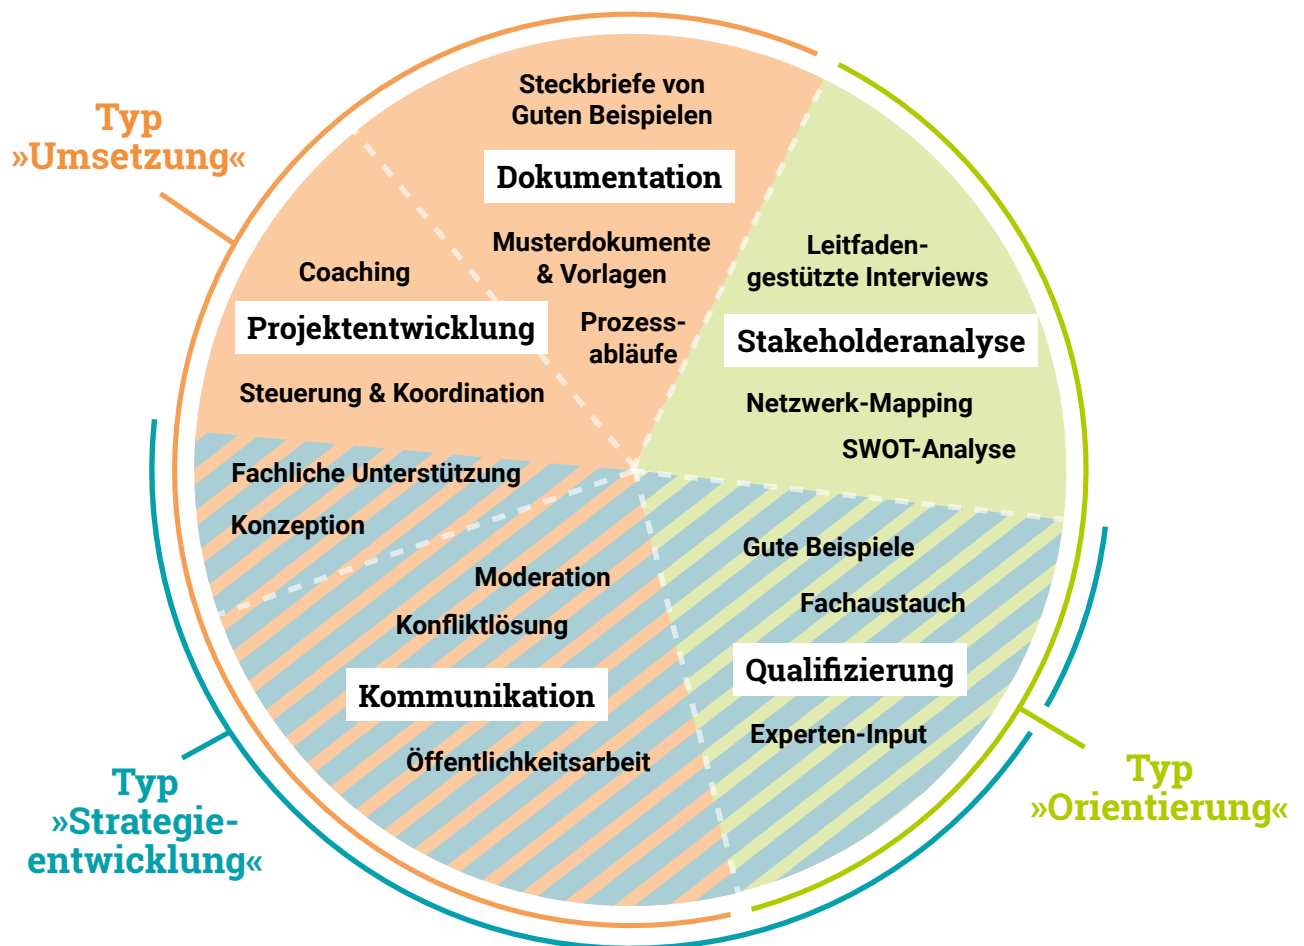 Steckbriefe von
Guten Beispielen
Dokumentation
Musterdokumente
& Vorlagen
Prozess-
abläufe
Typ
»Umsetzung«
Coaching
Projektentwicklung
Steuerung & Koordination
Fachliche Unterstützung
Konzeption
Leitfaden-
gestützte Interviews
Stakeholderanalyse
Netzwerk-Mapping
SWOT-Analyse
Gute Beispiele
Fachaustauch
Qualifizierung
Experten-Input
Moderation
Konfliktlösung
Kommunikation
Öffentlichkeitsarbeit
Typ
»Strategie-
entwicklung«
Typ
»Orientierung«